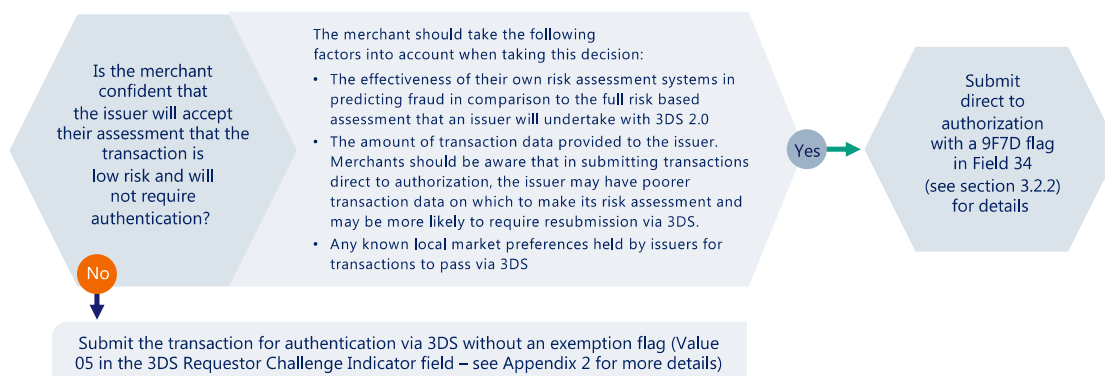 Is the merchant
confident that
the issuer will accept
their assessment that the
transaction is
low risk and will
not require
authentication?
The merchant should take the following
factors into account when taking this decision:
• The effectiveness of their own risk assessment systems in
predicting fraud in comparison to the full risk based
assessment that an issuer will undertake with 3DS 2.0
• The amount of transaction data provided to the issuer.
Merchants should be aware that in submitting transactions
direct to authorization, the issuer may have poorer
transaction data on which to make its risk assessment and
may be more likely to require resubmission via 3DS.
• Any known local market preferences held by issuers for
transactions to pass via 3DS
Yes
Submit
direct to
authorization
with a 9F7D flag
in Field 34
(see section 3.2.2)
for details
No
Submit the transaction for authentication via 3DS without an exemption flag (Value
05 in the 3DS Requestor Challenge Indicator field – see Appendix 2 for more details)